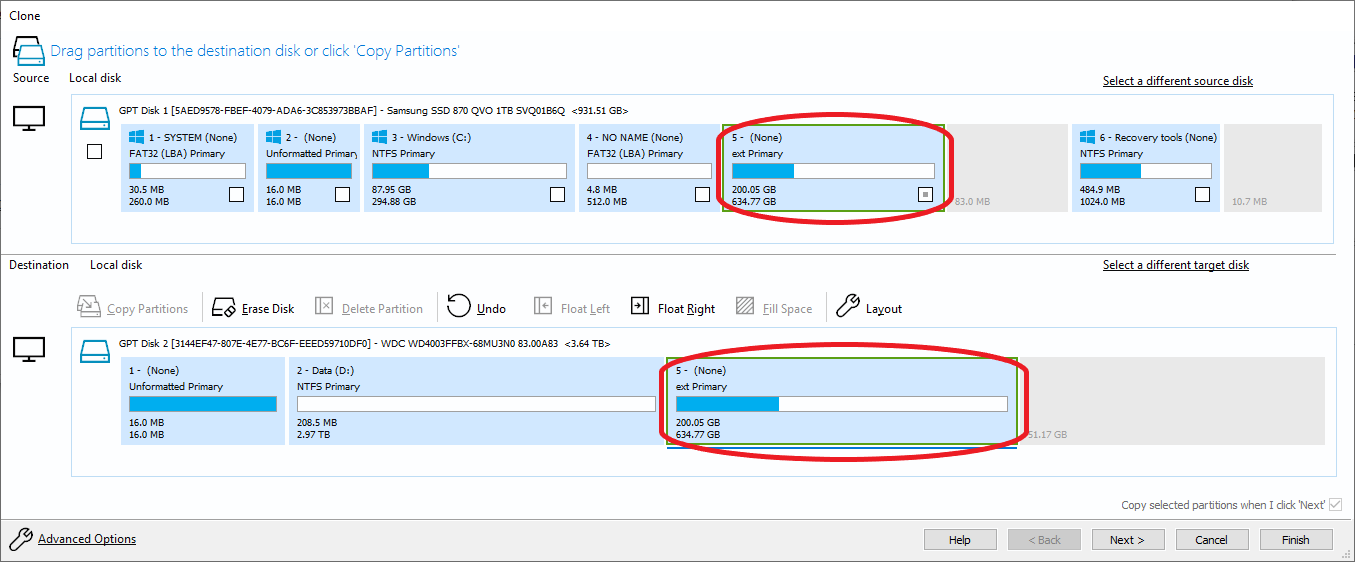 Clone
Drag partitions to the destination disk or click 'Copy Partitions'
Source Local disk Select a different source disk
GPT Disk 1 [5AED9578-FBEF-4079-ADA6-3C853973BBAF] - Samsung SSD 870 QVO 1TB SVQ01B6Q <931.51 GB>
1 - SYSTEM (None)
FAT32 (LBA) Primary
30.5 MB
260.0 MB
2 - (None)
Unformatted Primary
16.0 MB
16.0 MB
3 - Windows (C:)
NTFS Primary
87.95 GB
294.88 GB
4 - NO NAME (None)
FAT32 (LBA) Primary
4.8 MB
512.0 MB
5 - (None)
ext Primary
200.05 GB
634.77 GB
83.0 MB
6 - Recovery tools (None)
NTFS Primary
484.9 MB
1024.0 MB
10.7 MB
Destination Local disk Select a different target disk
Copy Partitions Erase Disk Delete Partition Undo Float Left Float Right Fill Space Layout
GPT Disk 2 [3144EF47-807E-4E77-BC6F-EEED59710DF0] - WDC WD4003FFBX-68MU3N0 83.00A83 <3.64 TB>
1 - (None)
Unformatted Primary
16.0 MB
16.0 MB
2 - Data (D:)
NTFS Primary
208.5 MB
2.97 TB
5 - (None)
ext Primary
200.05 GB
634.77 GB
51.17 GB
Copy selected partitions when I click 'Next'
Advanced Options Help < Back Next > Cancel Finish